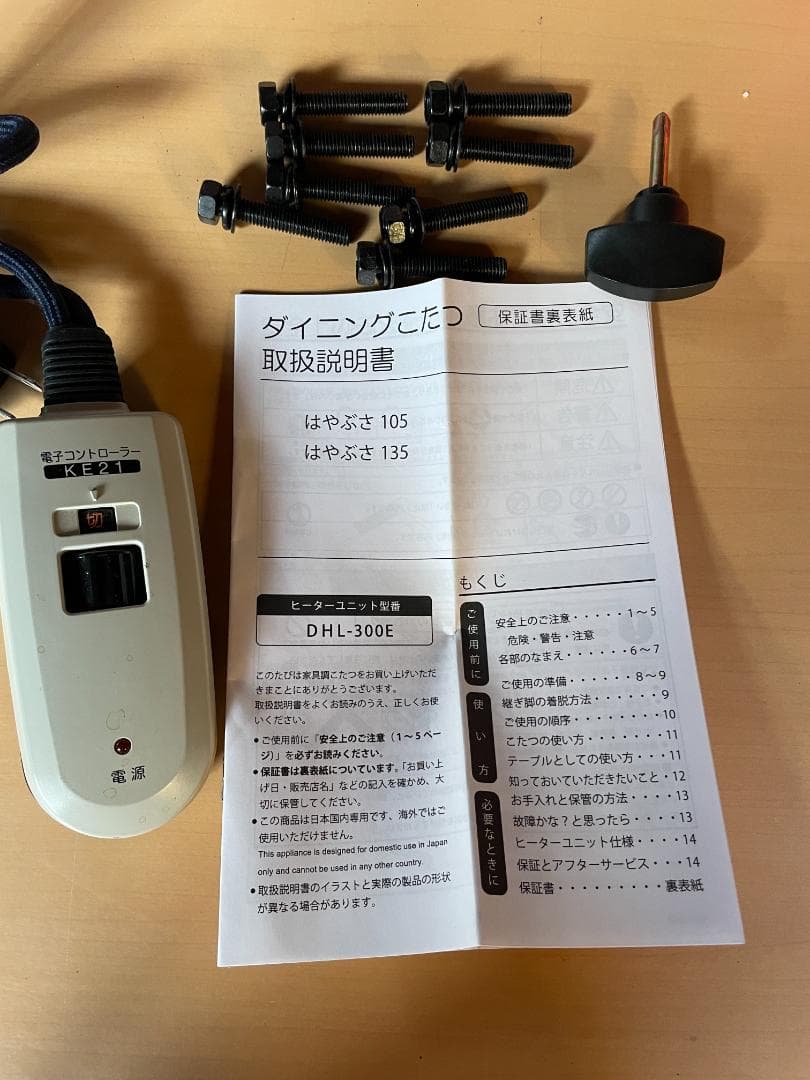 電子コントローラー
KE21
切
電源
ダイニングこたつ
保証書裏表紙
取扱説明書
はやぶさ 105
はやぶさ 135
ヒーターユニット型番
DHL-300E
このたびは家具調こたつをお買い上げいただ
きまことにありがとうございます。
取扱説明書をよくお読みのうえ、正しくお使
いください。
●ご使用前に「安全上のご注意（1～5ペー
ジ）」を必ずお読みください。
●保証書は裏表紙についています。「お買い上
げ日・販売店名」などの記入を確かめ、大
切に保管してください。
●この商品は日本国内専用です、海外ではご
使用いただけません。
This appliance is designed for domestic use in Japan
only and cannot be used in any other country.
●取扱説明書のイラストと実際の製品の形状
が異なる場合があります。
もくじ
ご使用前に
安全上のご注意・・・・・1～5
危険・警告・注意
各部のなまえ・・・・・・6～7
使い方
ご使用の準備・・・・・・8～9
継ぎ脚の着脱方法・・・・・9
ご使用の順序・・・・・・・10
こたつの使い方・・・・・・11
テーブルとしての使い方・・11
知っておいていただきたいこと・12
必要なときに
お手入れと保管の方法・・・13
故障かな？と思ったら・・・13
ヒーターユニット仕様・・・14
保証とアフターサービス・・・14
保証書・・・・・・・・・裏表紙